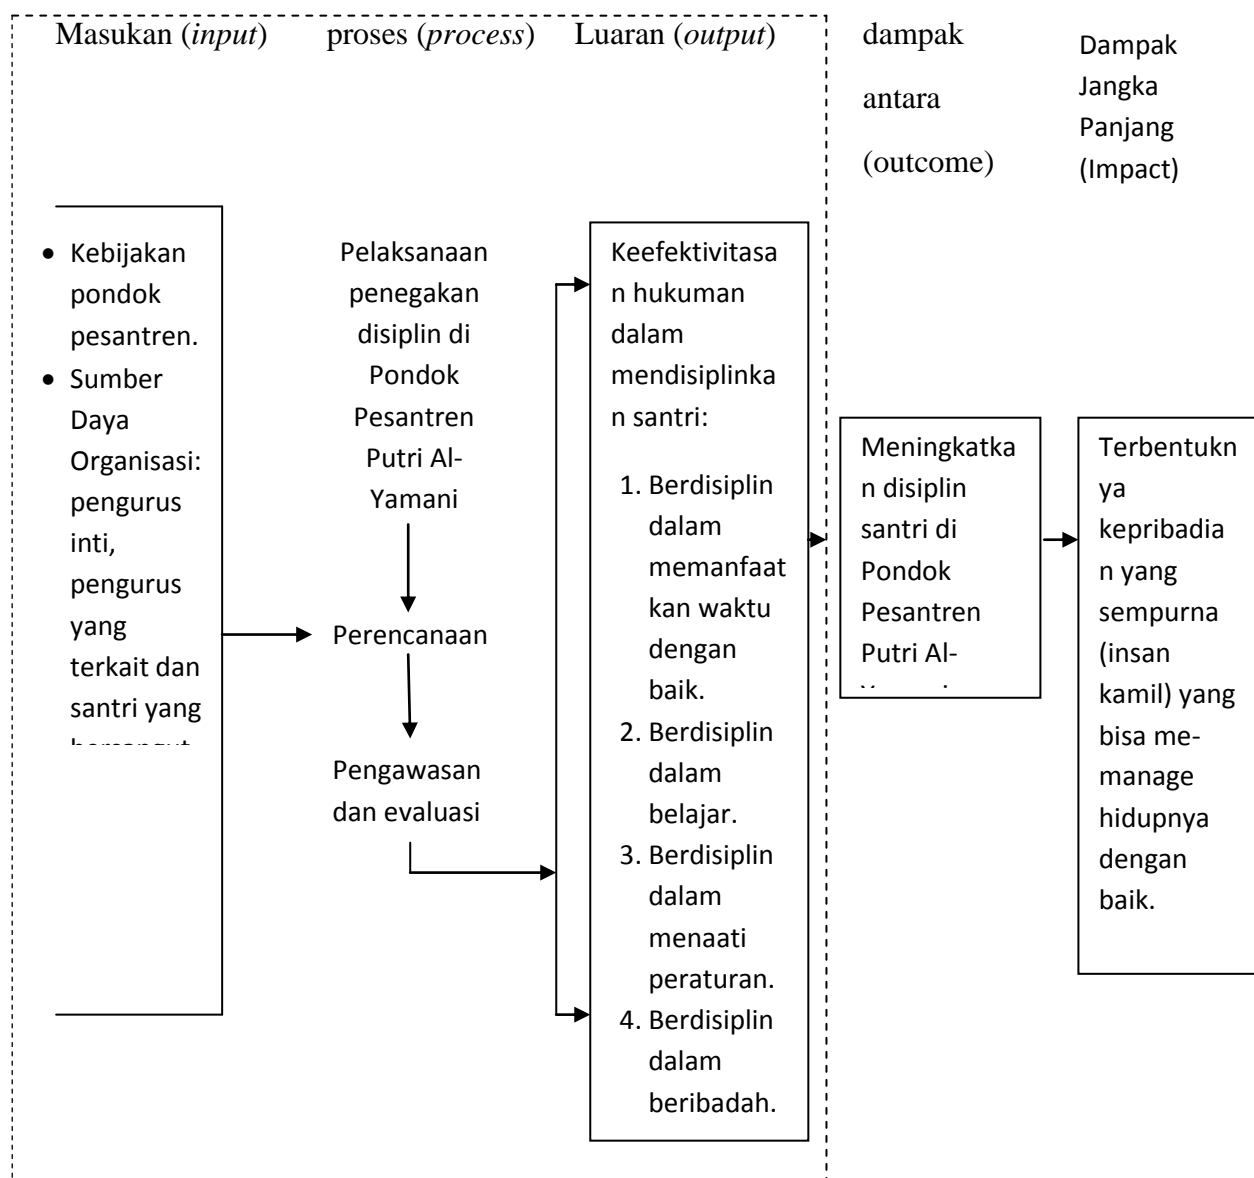 Masukan (input)
proses (process)
Luaran (output)
dampak
antara
(outcome)
Dampak
Jangka
Panjang
(Impact)
• Kebijakan
pondok
pesantren.
• Sumber
Daya
Organisasi:
pengurus
inti,
pengurus
yang
terkait dan
santri yang
Pelaksanaan
penegakan
disiplin di
Pondok
Pesantren
Putri Al-
Yamani
Perencanaan
Pengawasan
dan evaluasi
Keefektivitasa
n hukuman
dalam
mendisiplinka
n santri:
1. Berdisiplin
dalam
memanfaat
kan waktu
dengan
baik.
2. Berdisiplin
dalam
belajar.
3. Berdisiplin
dalam
menaati
peraturan.
4. Berdisiplin
dalam
beribadah.
Meningkatka
n disiplin
santri di
Pondok
Pesantren
Putri Al-
Terbentukn
ya
kepribadia
n yang
sempurna
(insan
kamil) yang
bisa me-
manage
hidupnya
dengan
baik.